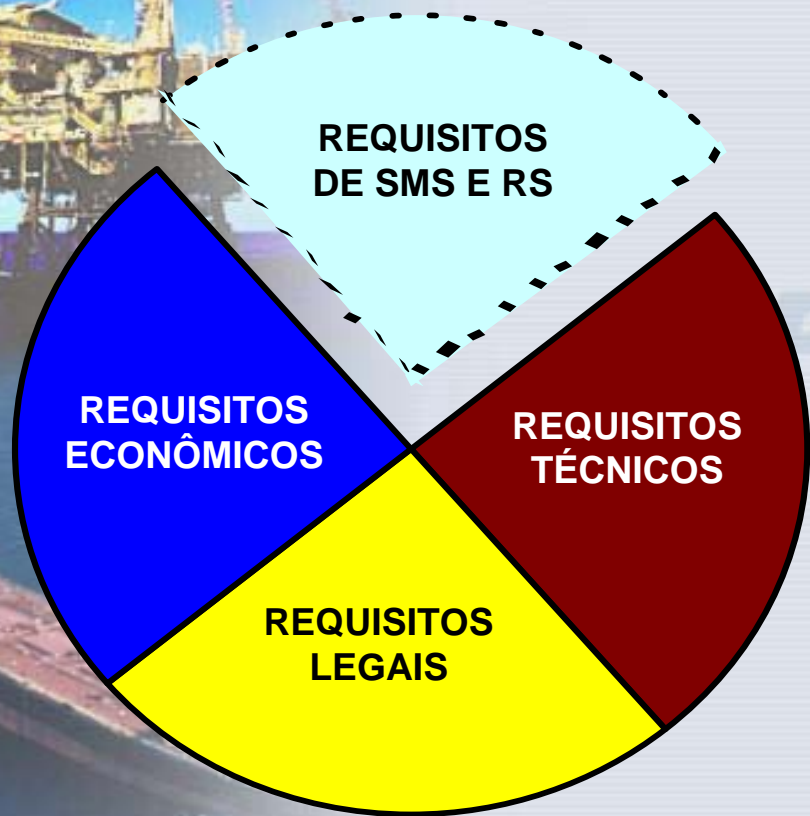 REQUISITOS
DE SMS E RS
REQUISITOS
ECONÔMICOS
REQUISITOS
TÉCNICOS
REQUISITOS
LEGAIS